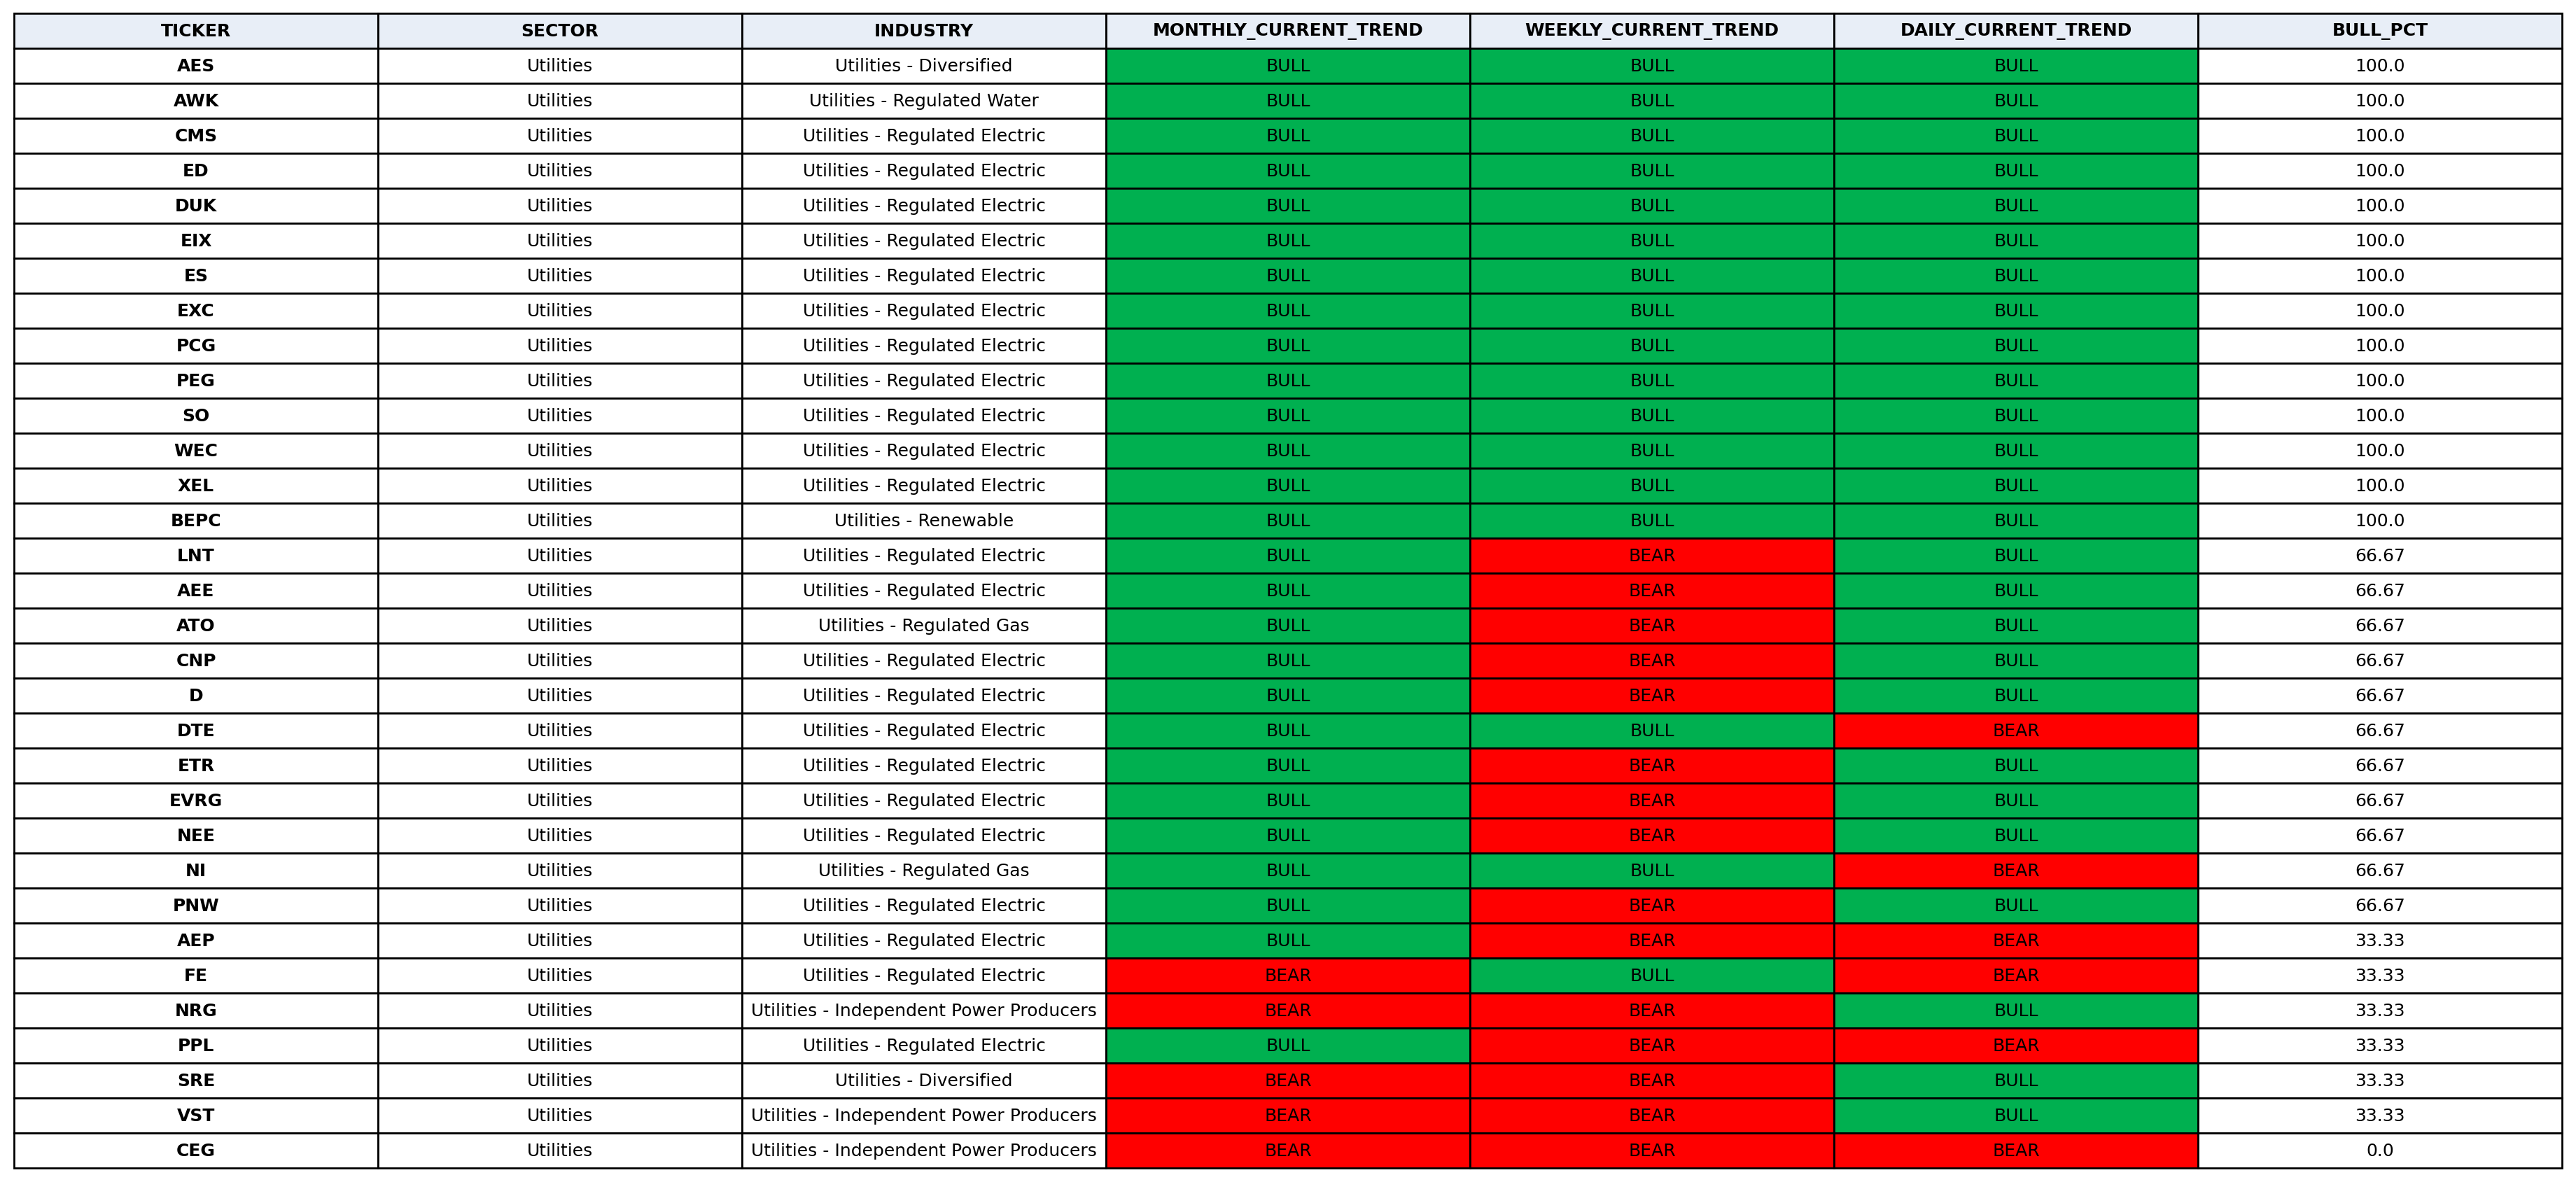 TICKER SECTOR INDUSTRY MONTHLY_CURRENT_TREND WEEKLY_CURRENT_TREND DAILY_CURRENT_TREND BULL_PCT
AES Utilities Utilities - Diversified BULL BULL BULL 100.0
AWK Utilities Utilities - Regulated Water BULL BULL BULL 100.0
CMS Utilities Utilities - Regulated Electric BULL BULL BULL 100.0
ED Utilities Utilities - Regulated Electric BULL BULL BULL 100.0
DUK Utilities Utilities - Regulated Electric BULL BULL BULL 100.0
EIX Utilities Utilities - Regulated Electric BULL BULL BULL 100.0
ES Utilities Utilities - Regulated Electric BULL BULL BULL 100.0
EXC Utilities Utilities - Regulated Electric BULL BULL BULL 100.0
PCG Utilities Utilities - Regulated Electric BULL BULL BULL 100.0
PEG Utilities Utilities - Regulated Electric BULL BULL BULL 100.0
SO Utilities Utilities - Regulated Electric BULL BULL BULL 100.0
WEC Utilities Utilities - Regulated Electric BULL BULL BULL 100.0
XEL Utilities Utilities - Regulated Electric BULL BULL BULL 100.0
BEPC Utilities Utilities - Renewable BULL BULL BULL 100.0
LNT Utilities Utilities - Regulated Electric BULL BEAR BULL 66.67
AEE Utilities Utilities - Regulated Electric BULL BEAR BULL 66.67
ATO Utilities Utilities - Regulated Gas BULL BEAR BULL 66.67
CNP Utilities Utilities - Regulated Electric BULL BEAR BULL 66.67
D Utilities Utilities - Regulated Electric BULL BEAR BULL 66.67
DTE Utilities Utilities - Regulated Electric BULL BULL BEAR 66.67
ETR Utilities Utilities - Regulated Electric BULL BEAR BULL 66.67
EVRG Utilities Utilities - Regulated Electric BULL BEAR BULL 66.67
NEE Utilities Utilities - Regulated Electric BULL BEAR BULL 66.67
NI Utilities Utilities - Regulated Gas BULL BULL BEAR 66.67
PNW Utilities Utilities - Regulated Electric BULL BEAR BULL 66.67
AEP Utilities Utilities - Regulated Electric BULL BEAR BEAR 33.33
FE Utilities Utilities - Regulated Electric BEAR BULL BEAR 33.33
NRG Utilities Utilities - Independent Power Producers BEAR BEAR BULL 33.33
PPL Utilities Utilities - Regulated Electric BULL BEAR BEAR 33.33
SRE Utilities Utilities - Diversified BEAR BEAR BULL 33.33
VST Utilities Utilities - Independent Power Producers BEAR BEAR BULL 33.33
CEG Utilities Utilities - Independent Power Producers BEAR BEAR BEAR 0.0